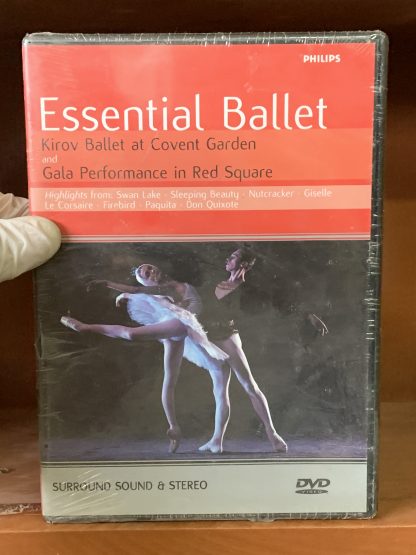 PHILIPS
Essential Ballet
Kirov Ballet at Covent Garden
and
Gala Performance in Red Square
Highlights from: Swan Lake · Sleeping Beauty · Nutcracker · Giselle
Le Corsaire · Firebird · Paquita · Don Quixote
SURROUND SOUND & STEREO
DVD
VIDEO